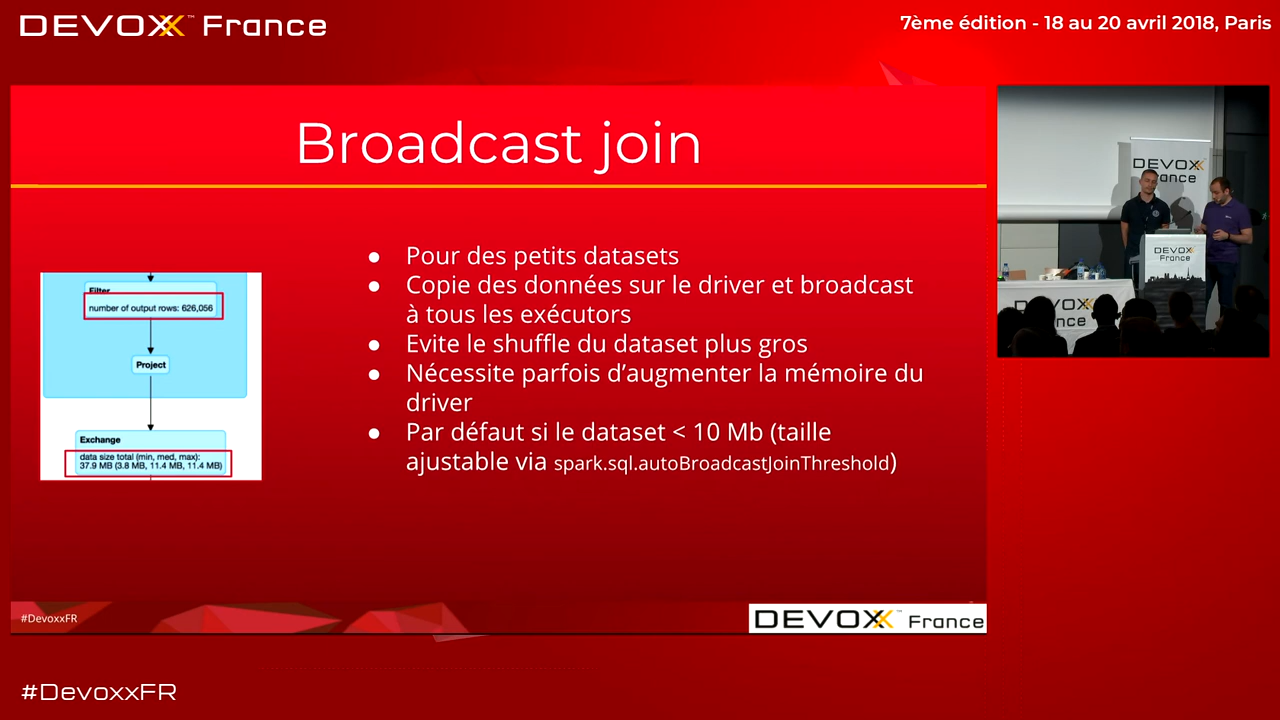 DEVOXX™ France
7ème édition - 18 au 20 avril 2018, Paris
Broadcast join
Filter
number of output rows: 626,056
Project
Exchange
data size total (min, med, max):
37.9 MB (3.8 MB, 11.4 MB, 11.4 MB)
● Pour des petits datasets
● Copie des données sur le driver et broadcast
à tous les exécutors
● Evite le shuffle du dataset plus gros
● Nécessite parfois d’augmenter la mémoire du
driver
● Par défaut si le dataset < 10 Mb (taille
ajustable via spark.sql.autoBroadcastJoinThreshold)
DEVOXX
France
DEVOXX
France
DEVOXX
#DevoxxFR
DEVOXX™ France
#DevoxxFR